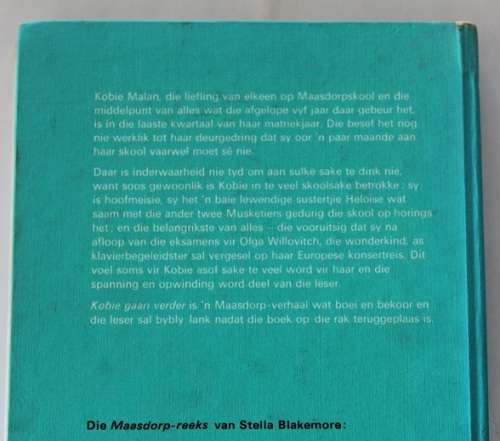 Kobie Malan, die liefling van elkeen op Maasdorpskool en die
middelpunt van alles wat die afgelope vyf jaar daar gebeur het,
is in die laaste kwartaal van haar matriekjaar. Die besef het nog
nie werklik tot haar deurgedring dat sy oor 'n paar maande aan
haar skool vaarwel moet sê nie.
Daar is inderwaarheid nie tyd om aan sulke sake te dink nie,
want soos gewoonlik is Kobie in te veel skoolsake betrokke: sy
is hoofmeisie, sy het 'n baie lewendige sustertjie Heloïse wat
saam met die ander twee Musketiers gedurig die skool op horings
het; en die belangrikste van alles – die vooruitsig dat sy na
afloop van die eksamens vir Olga Willovitch, die wonderkind, as
klavierbegeleidster sal vergesel op haar Europese konsertreis. Dit
voel soms vir Kobie asof sake te veel word vir haar en die
spanning en opwinding word deel van die leser.
Kobie gaan verder is 'n Maasdorp-verhaal wat boei en bekoor en
die leser sal bybly lank nadat die boek op die rak teruggeplaas is.
Die Maasdorp-reeks van Stella Blakemore: